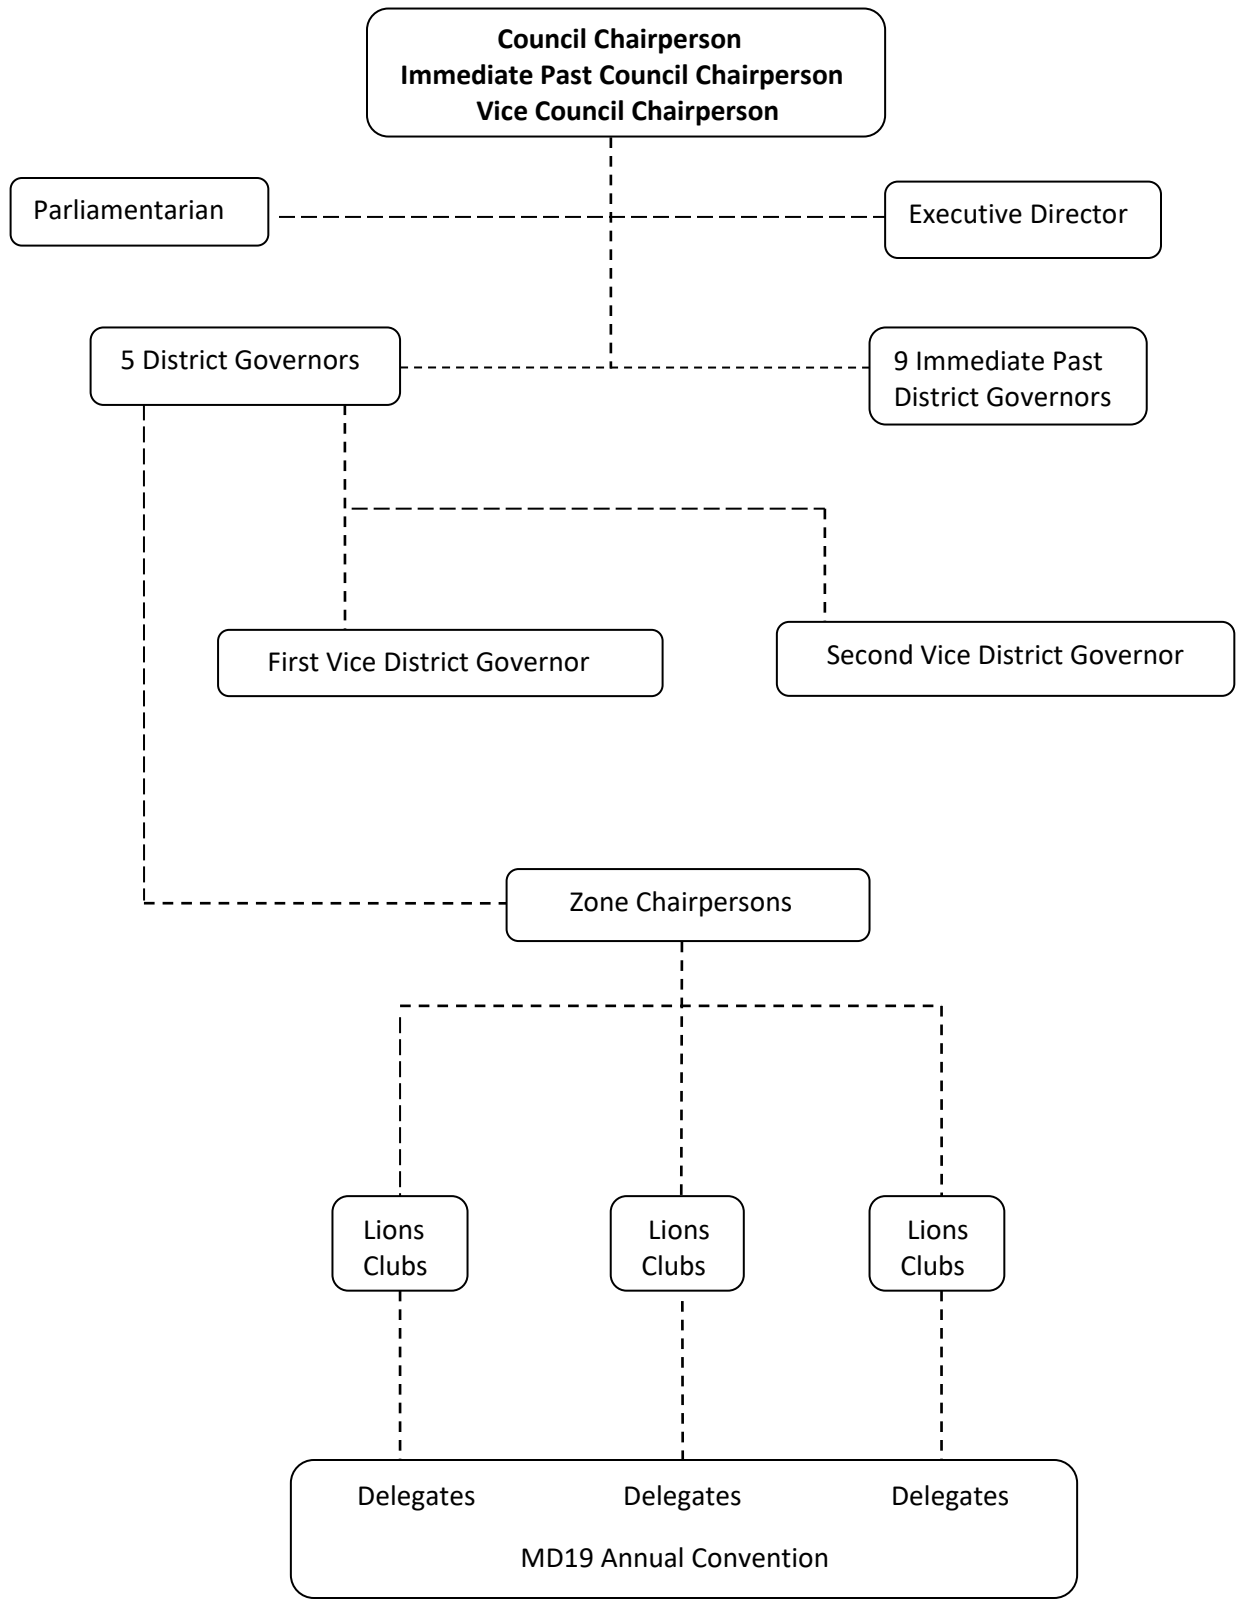 Council Chairperson
Immediate Past Council Chairperson
Vice Council Chairperson
Parliamentarian
Executive Director
5 District Governors
9 Immediate Past
District Governors
First Vice District Governor
Second Vice District Governor
Zone Chairpersons
Lions
Clubs
Lions
Clubs
Lions
Clubs
Delegates
Delegates
Delegates
MD19 Annual Convention